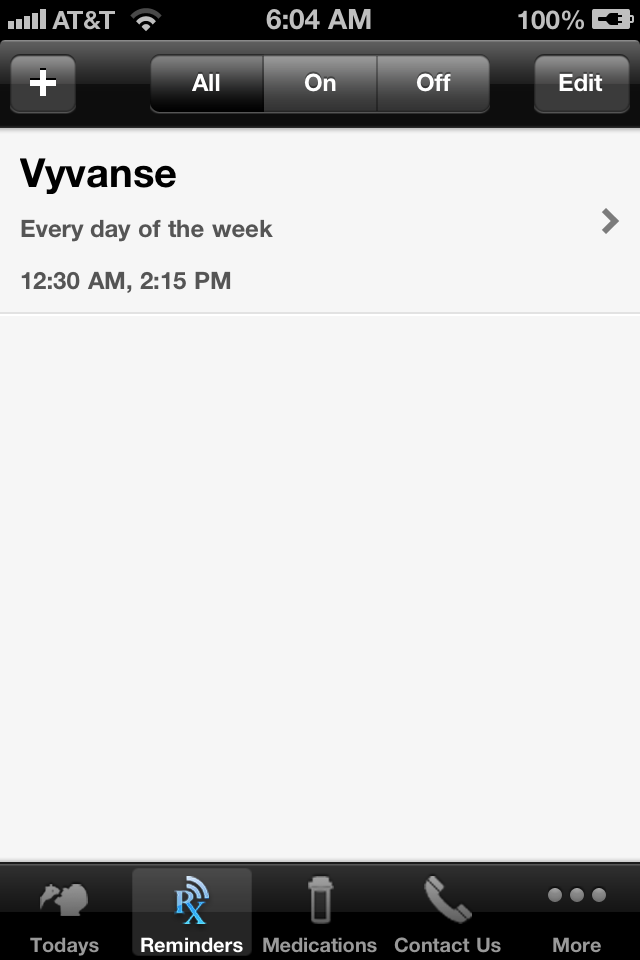 AT&T 6:04 AM 100%
+ All On Off Edit
Vyvanse
Every day of the week
12:30 AM, 2:15 PM
Rx
Todays Reminders Medications Contact Us More